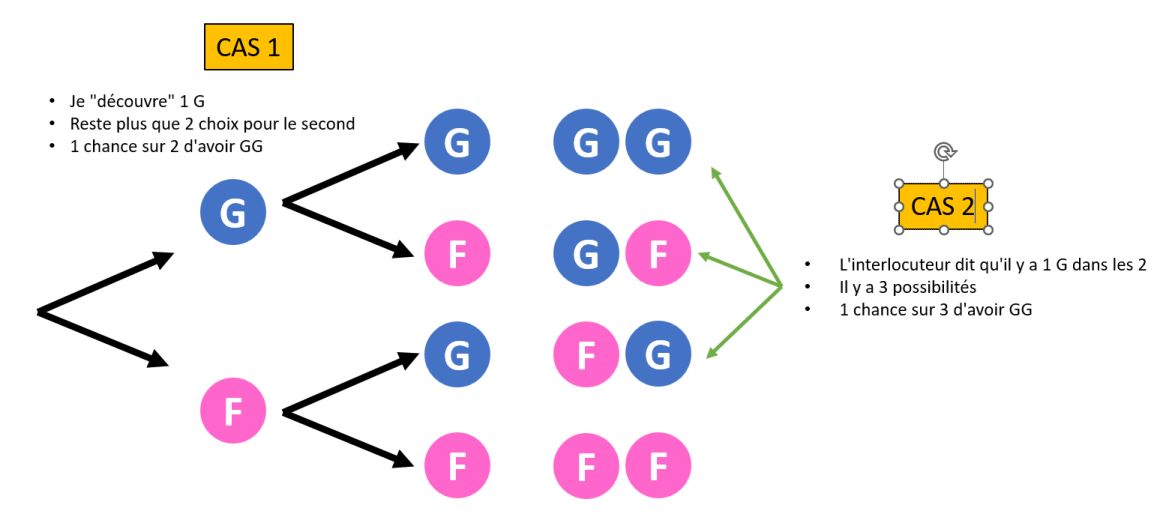 CAS 1
• Je "découvre" 1 G
• Reste plus que 2 choix pour le second
• 1 chance sur 2 d'avoir GG
G
F
G
F
G
F
G G
G F
F G
F F
CAS 2
• L'interlocuteur dit qu'il y a 1 G dans les 2
• Il y a 3 possibilités
• 1 chance sur 3 d'avoir GG